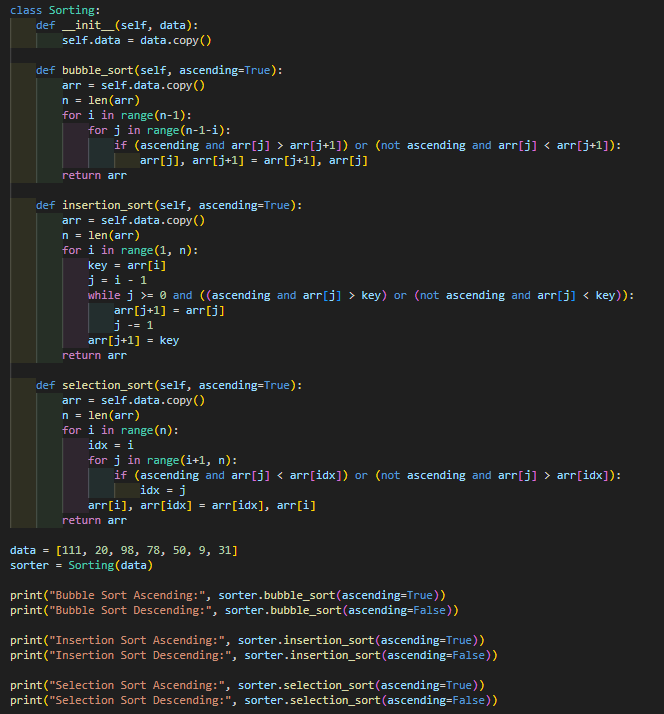 class Sorting:
    def __init__(self, data):
        self.data = data.copy()

    def bubble_sort(self, ascending=True):
        arr = self.data.copy()
        n = len(arr)
        for i in range(n-1):
            for j in range(n-1-i):
                if (ascending and arr[j] > arr[j+1]) or (not ascending and arr[j] < arr[j+1]):
                    arr[j], arr[j+1] = arr[j+1], arr[j]
        return arr

    def insertion_sort(self, ascending=True):
        arr = self.data.copy()
        n = len(arr)
        for i in range(1, n):
            key = arr[i]
            j = i - 1
            while j >= 0 and ((ascending and arr[j] > key) or (not ascending and arr[j] < key)):
                arr[j+1] = arr[j]
                j -= 1
            arr[j+1] = key
        return arr

    def selection_sort(self, ascending=True):
        arr = self.data.copy()
        n = len(arr)
        for i in range(n):
            idx = i
            for j in range(i+1, n):
                if (ascending and arr[j] < arr[idx]) or (not ascending and arr[j] > arr[idx]):
                    idx = j
            arr[i], arr[idx] = arr[idx], arr[i]
        return arr

data = [111, 20, 98, 78, 50, 9, 31]
sorter = Sorting(data)

print("Bubble Sort Ascending:", sorter.bubble_sort(ascending=True))
print("Bubble Sort Descending:", sorter.bubble_sort(ascending=False))

print("Insertion Sort Ascending:", sorter.insertion_sort(ascending=True))
print("Insertion Sort Descending:", sorter.insertion_sort(ascending=False))

print("Selection Sort Ascending:", sorter.selection_sort(ascending=True))
print("Selection Sort Descending:", sorter.selection_sort(ascending=False))